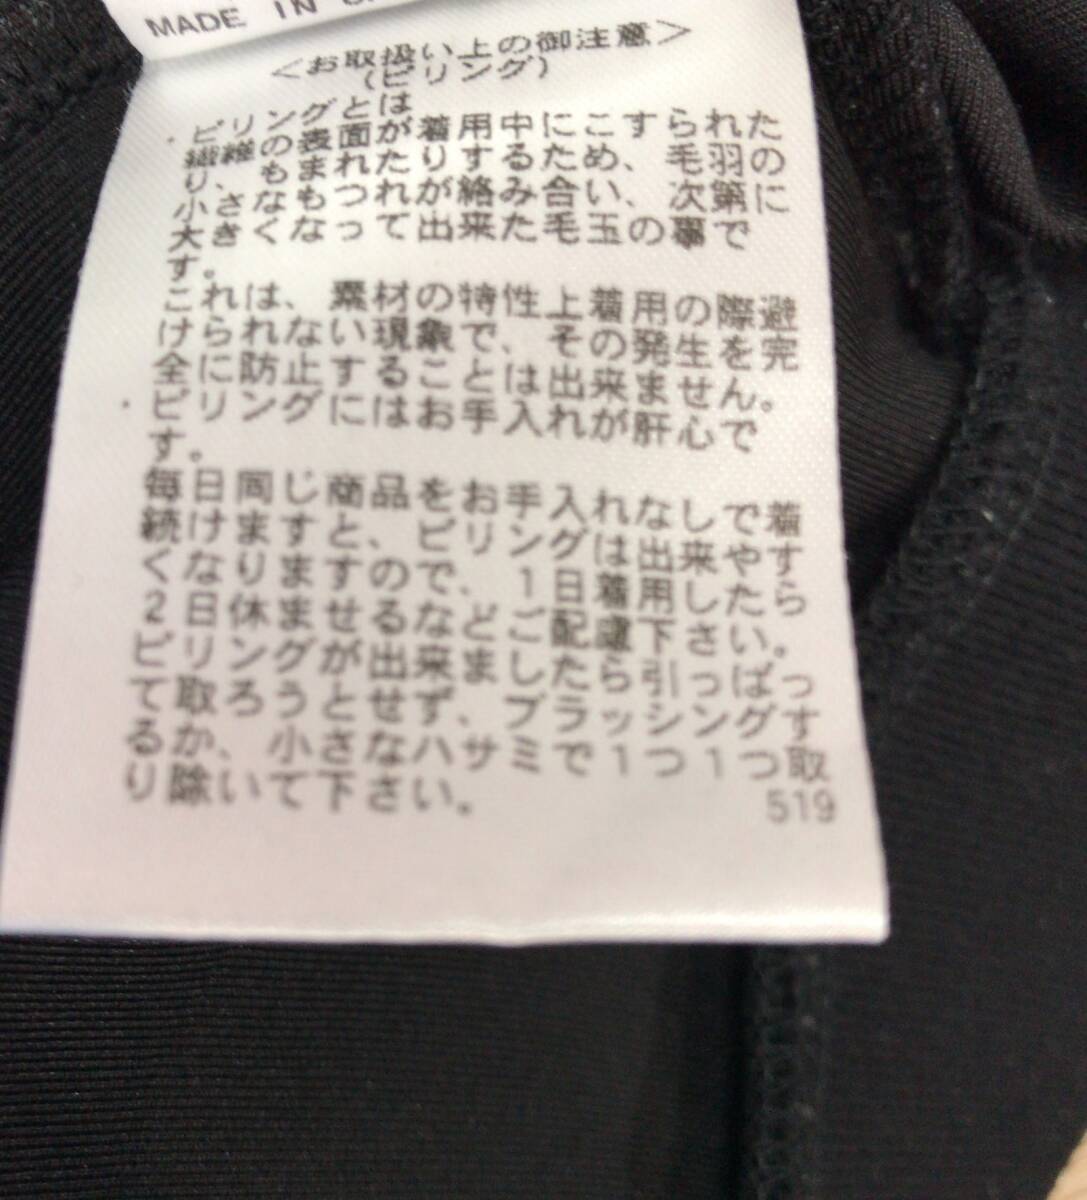 MADE IN
＜お取扱い上の御注意＞
（ピリング）
・ピリングとは
繊維の表面が着用中にこすられた
り、もまれたりするため、毛羽の
小さなもつれが絡み合い、次第に
大きくなって出来た毛玉の事で
す。
これは、素材の特性上着用の際避
けられない現象で、その発生を完
全に防止することは出来ません。
・ピリングにはお手入れが肝心で
す。
毎日同じ商品をお手入れなしで着
続けますと、ピリングは出来やす
くなりますので、1日着用したら
2日休ませるなどご配慮下さい。
ピリングが出来ましたら引っぱっ
て取ろうとせず、ブラッシングす
るか、小さなハサミで1つ1つ取
り除いて下さい。
519